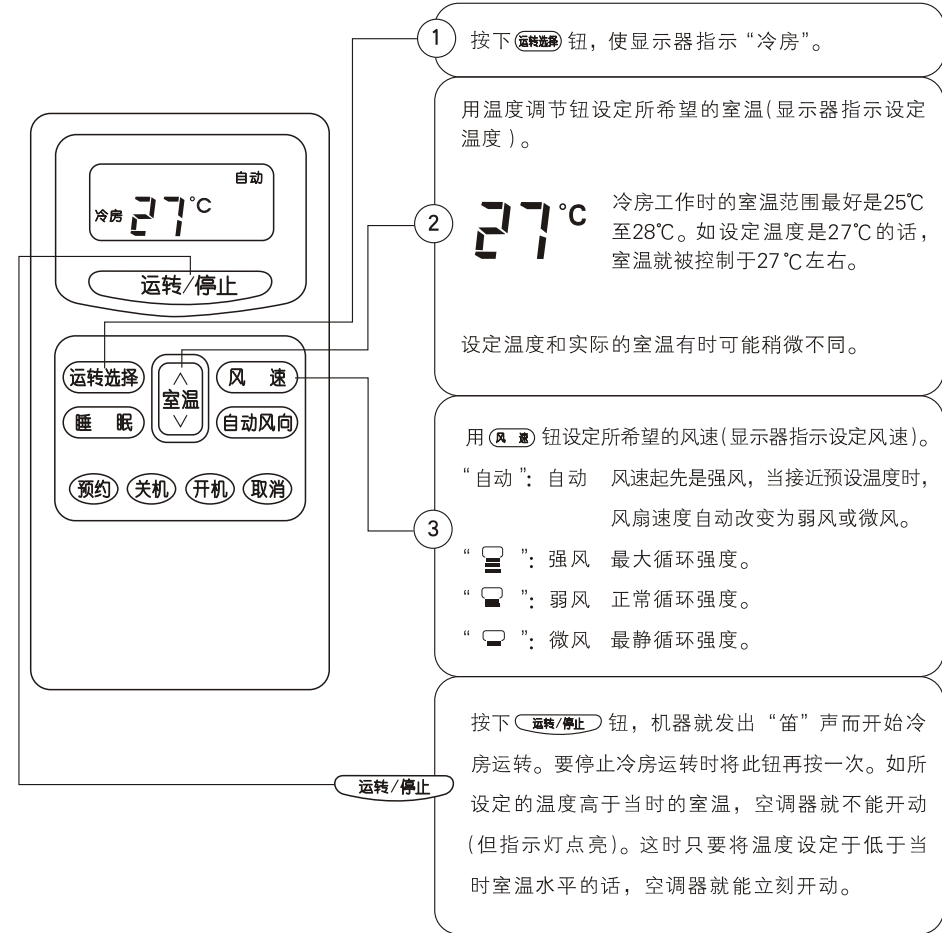 自动
冷房 27℃
运转/停止
运转选择
室温
风 速
睡 眠
自动风向
预约
关机
开机
取消
1
按下 运转选择 钮，使显示器指示“冷房”。
2
用温度调节钮设定所希望的室温(显示器指示设定
温度)。
27℃
冷房工作时的室温范围最好是25℃
至28℃。如设定温度是27℃的话，
室温就被控制于27℃左右。
设定温度和实际的室温有时可能稍微不同。
3
用 风 速 钮设定所希望的风速(显示器指示设定风速)。
“自动”：自动 风速起先是强风，当接近预设温度时，
风扇速度自动改变为弱风或微风。
“ ”：强风 最大循环强度。
“ ”：弱风 正常循环强度。
“ ”：微风 最静循环强度。
运转/停止
按下 运转/停止 钮，机器就发出“笛”声而开始冷
房运转。要停止冷房运转时将此钮再按一次。如所
设定的温度高于当时的室温，空调器就不能开动
(但指示灯点亮)。这时只要将温度设定于低于当
时室温水平的话，空调器就能立刻开动。